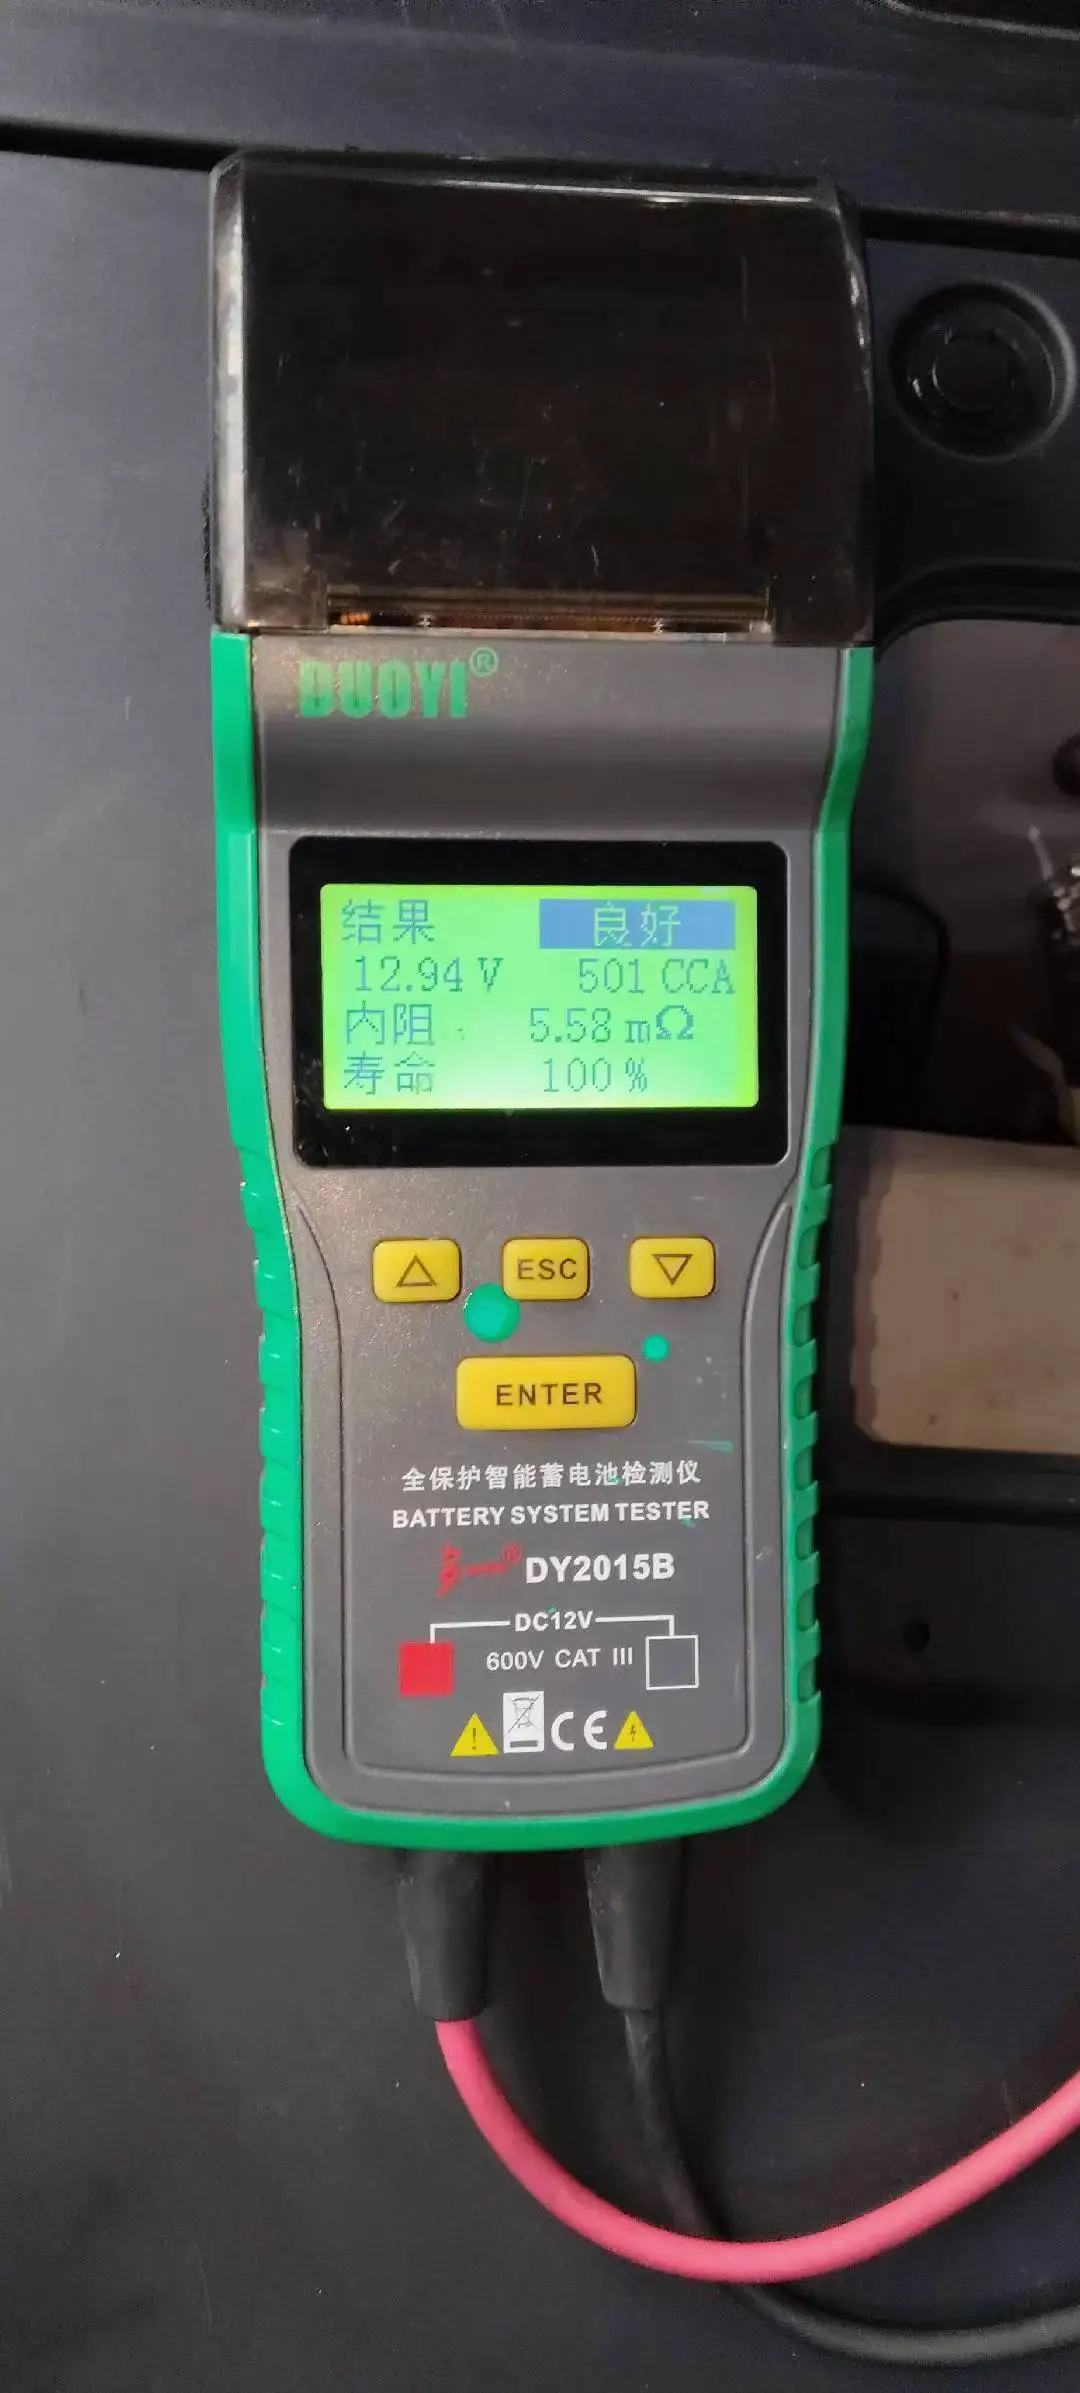 DUOYI®
结果 良好
12.94 V 501 CCA
内阻 5.58 mΩ
寿命 100 %
△ ESC ▽
ENTER
全保护智能蓄电池检测仪
BATTERY SYSTEM TESTER
多一® DY2015B
DC12V
600V CAT III
CE